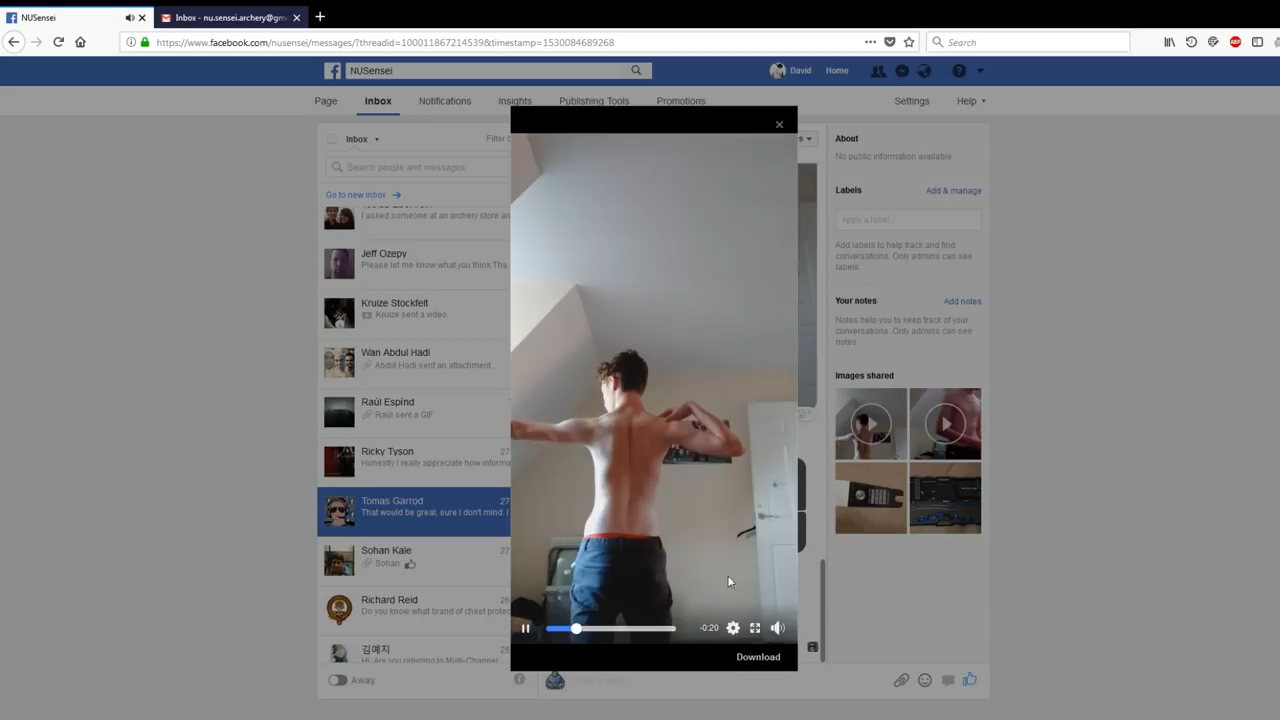 NUSensei
Inbox - nu.sensei.archery@gm
https://www.facebook.com/nusensei/messages/?threadid=100011867214539&timestamp=1530084689268
Search
NUSensei
David
Home
Page
Inbox
Notifications
Insights
Publishing Tools
Promotions
Settings
Help
Inbox
Filter
Search people and messages
Go to new inbox
I asked someone at an archery store an
Jeff Ozepy
Please let me know what you think.Tha
Kruize Stockfelt
Kruize sent a video.
Wan Abdul Hadi
Abdul Hadi sent an attachment.
Raúl Espínd
Raúl sent a GIF
Ricky Tyson
27
Honestly I really appreciate how informa
Tomas Garrod
27
That would be great, sure I don't mind. I
Sohan Kale
27
Sohan:
Richard Reid
26
Do you know what brand of chest protec
김예지
26
Hi, Are you referring to Multi-Channel
Away
-0:20
Download
About
No public information available
Labels
Add & manage
Apply a label...
Add labels to help track and find
conversations. Only admins can see
labels.
Your notes
Add notes
Notes help you to keep track of your
conversations. Only admins can see
note.
Images shared